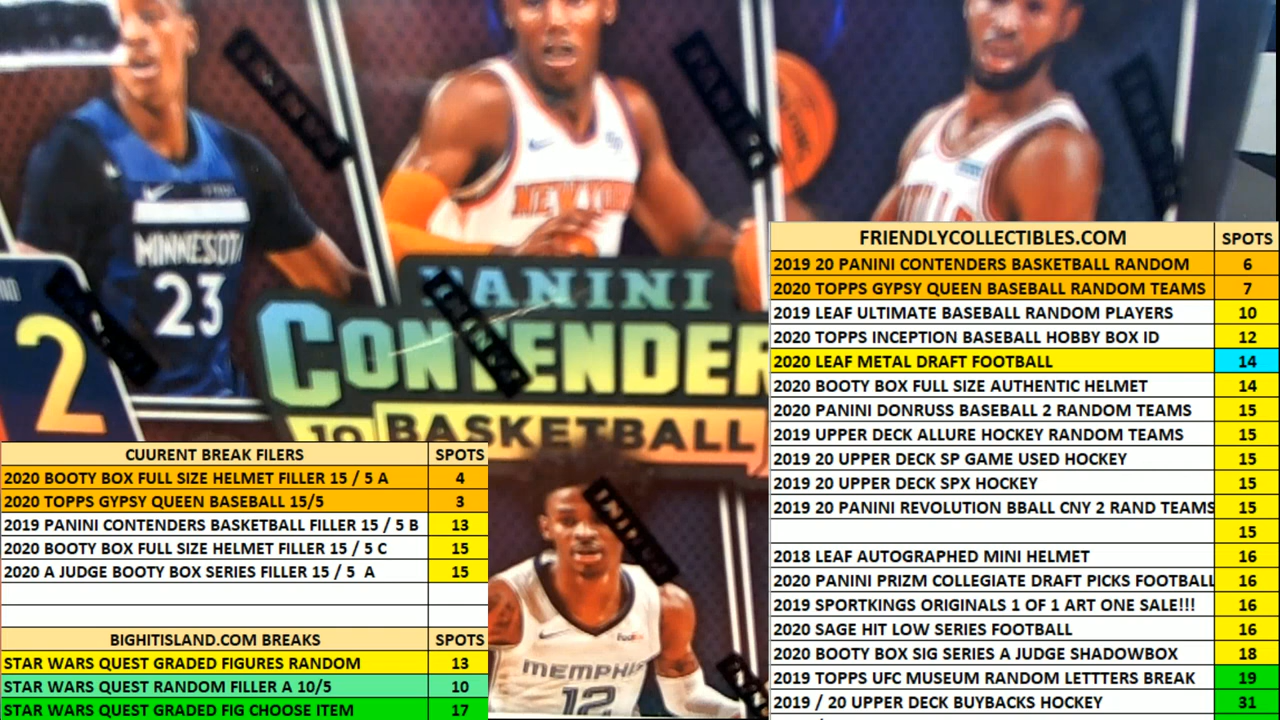 PANINI
PANINI
MINNESOTA
23
NEW YORK
2
PANINI
CONTENDERS
PANINI
19 BASKETBALL
PANINI
MEMPHIS
12
FedEx
CUURENT BREAK FILERS SPOTS
2020 BOOTY BOX FULL SIZE HELMET FILLER 15 / 5 A 4
2020 TOPPS GYPSY QUEEN BASEBALL 15/5 3
2019 PANINI CONTENDERS BASKETBALL FILLER 15 / 5 B 13
2020 BOOTY BOX FULL SIZE HELMET FILLER 15 / 5 C 15
2020 A JUDGE BOOTY BOX SERIES FILLER 15 / 5 A 15
BIGHITISLAND.COM BREAKS SPOTS
STAR WARS QUEST GRADED FIGURES RANDOM 13
STAR WARS QUEST RANDOM FILLER A 10/5 10
STAR WARS QUEST GRADED FIG CHOOSE ITEM 17
FRIENDLYCOLLECTIBLES.COM SPOTS
2019 20 PANINI CONTENDERS BASKETBALL RANDOM 6
2020 TOPPS GYPSY QUEEN BASEBALL RANDOM TEAMS 7
2019 LEAF ULTIMATE BASEBALL RANDOM PLAYERS 10
2020 TOPPS INCEPTION BASEBALL HOBBY BOX ID 12
2020 LEAF METAL DRAFT FOOTBALL 14
2020 BOOTY BOX FULL SIZE AUTHENTIC HELMET 14
2020 PANINI DONRUSS BASEBALL 2 RANDOM TEAMS 15
2019 UPPER DECK ALLURE HOCKEY RANDOM TEAMS 15
2019 20 UPPER DECK SP GAME USED HOCKEY 15
2019 20 UPPER DECK SPX HOCKEY 15
2019 20 PANINI REVOLUTION BBALL CNY 2 RAND TEAMS 15
15
2018 LEAF AUTOGRAPHED MINI HELMET 16
2020 PANINI PRIZM COLLEGIATE DRAFT PICKS FOOTBALL 16
2019 SPORTKINGS ORIGINALS 1 OF 1 ART ONE SALE!!! 16
2020 SAGE HIT LOW SERIES FOOTBALL 16
2020 BOOTY BOX SIG SERIES A JUDGE SHADOWBOX 18
2019 TOPPS UFC MUSEUM RANDOM LETTTERS BREAK 19
2019 / 20 UPPER DECK BUYBACKS HOCKEY 31